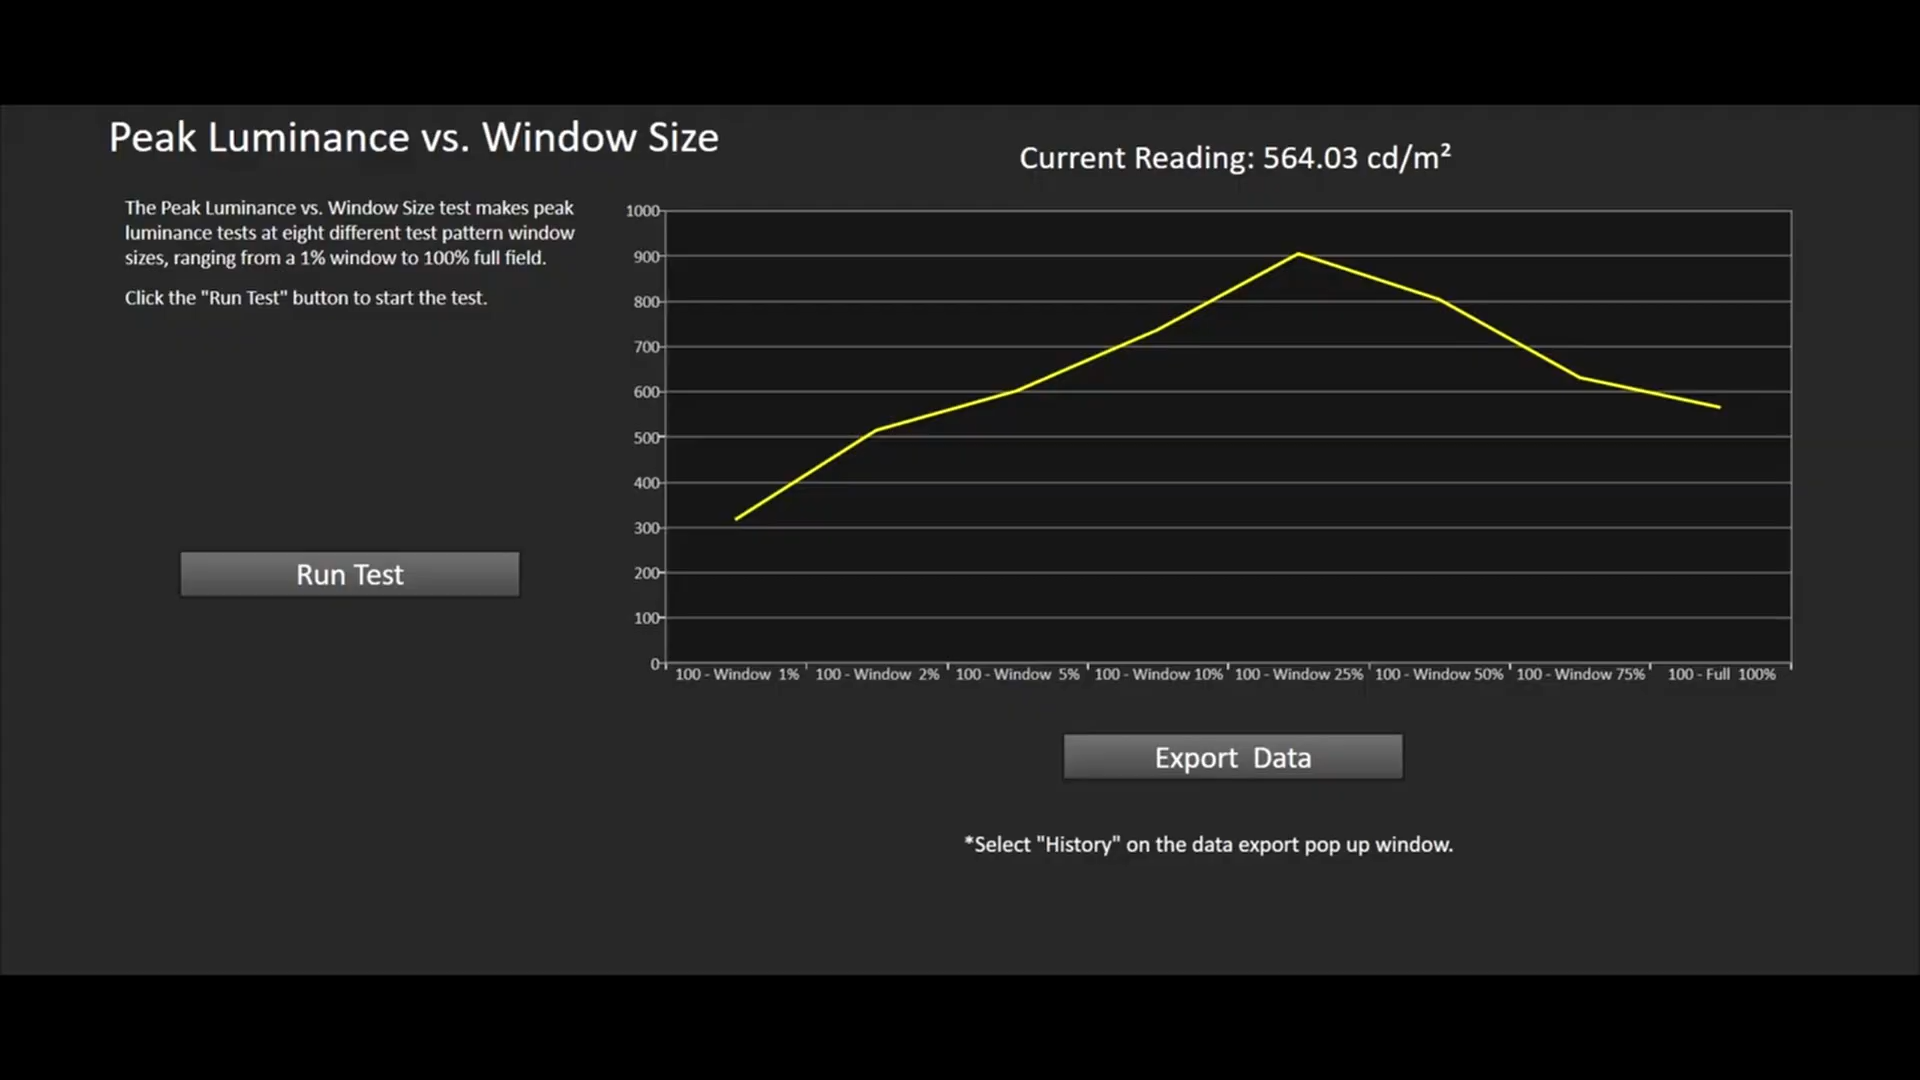 Peak Luminance vs. Window Size
Current Reading: 564.03 cd/m²
The Peak Luminance vs. Window Size test makes peak
luminance tests at eight different test pattern window
sizes, ranging from a 1% window to 100% full field.
Click the "Run Test" button to start the test.
Run Test
1000
900
800
700
600
500
400
300
200
100
0
100 - Window 1% 100 - Window 2% 100 - Window 5% 100 - Window 10% 100 - Window 25% 100 - Window 50% 100 - Window 75% 100 - Full 100%
Export Data
*Select "History" on the data export pop up window.